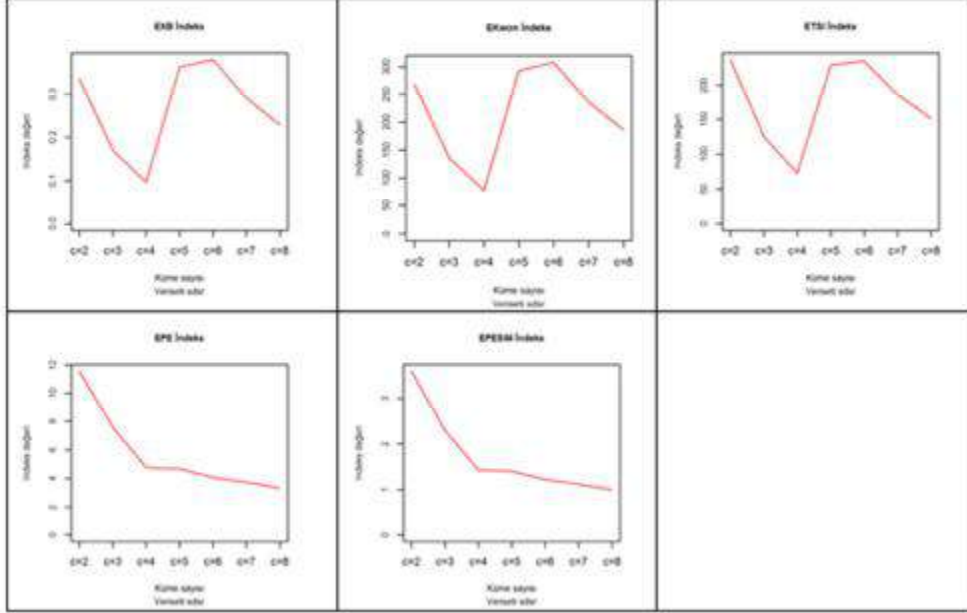 EXB İndeks
İndeks değeri
0.0 0.1 0.2 0.3
c=2 c=3 c=4 c=5 c=6 c=7 c=8
Küme sayısı
Veriseti adı:
EKwon İndeks
İndeks değeri
0 50 100 150 200 250 300
c=2 c=3 c=4 c=5 c=6 c=7 c=8
Küme sayısı
Veriseti adı:
ETSI İndeks
İndeks değeri
0 50 100 150 200
c=2 c=3 c=4 c=5 c=6 c=7 c=8
Küme sayısı
Veriseti adı:
EPE İndeks
İndeks değeri
0 2 4 6 8 10 12
c=2 c=3 c=4 c=5 c=6 c=7 c=8
Küme sayısı
Veriseti adı:
İndeks
İndeks değeri
0 1 2 3
c=2 c=3 c=4 c=5 c=6 c=7 c=8
Küme sayısı
Veriseti adı: